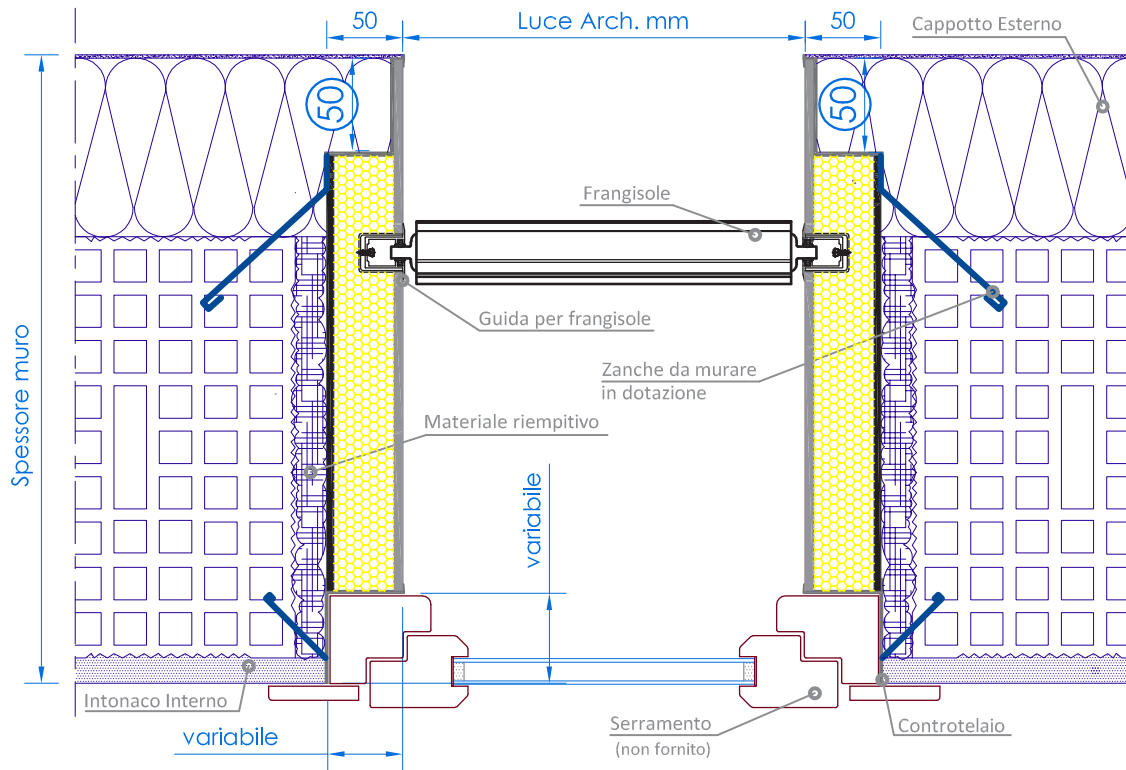 50
Luce Arch. mm
50
Cappotto Esterno
50
50
Frangisole
Guida per frangisole
Zanche da murare
in dotazione
Materiale riempitivo
Spessore muro
variabile
Intonaco Interno
Serramento
(non fornito)
Controtelaio
variabile